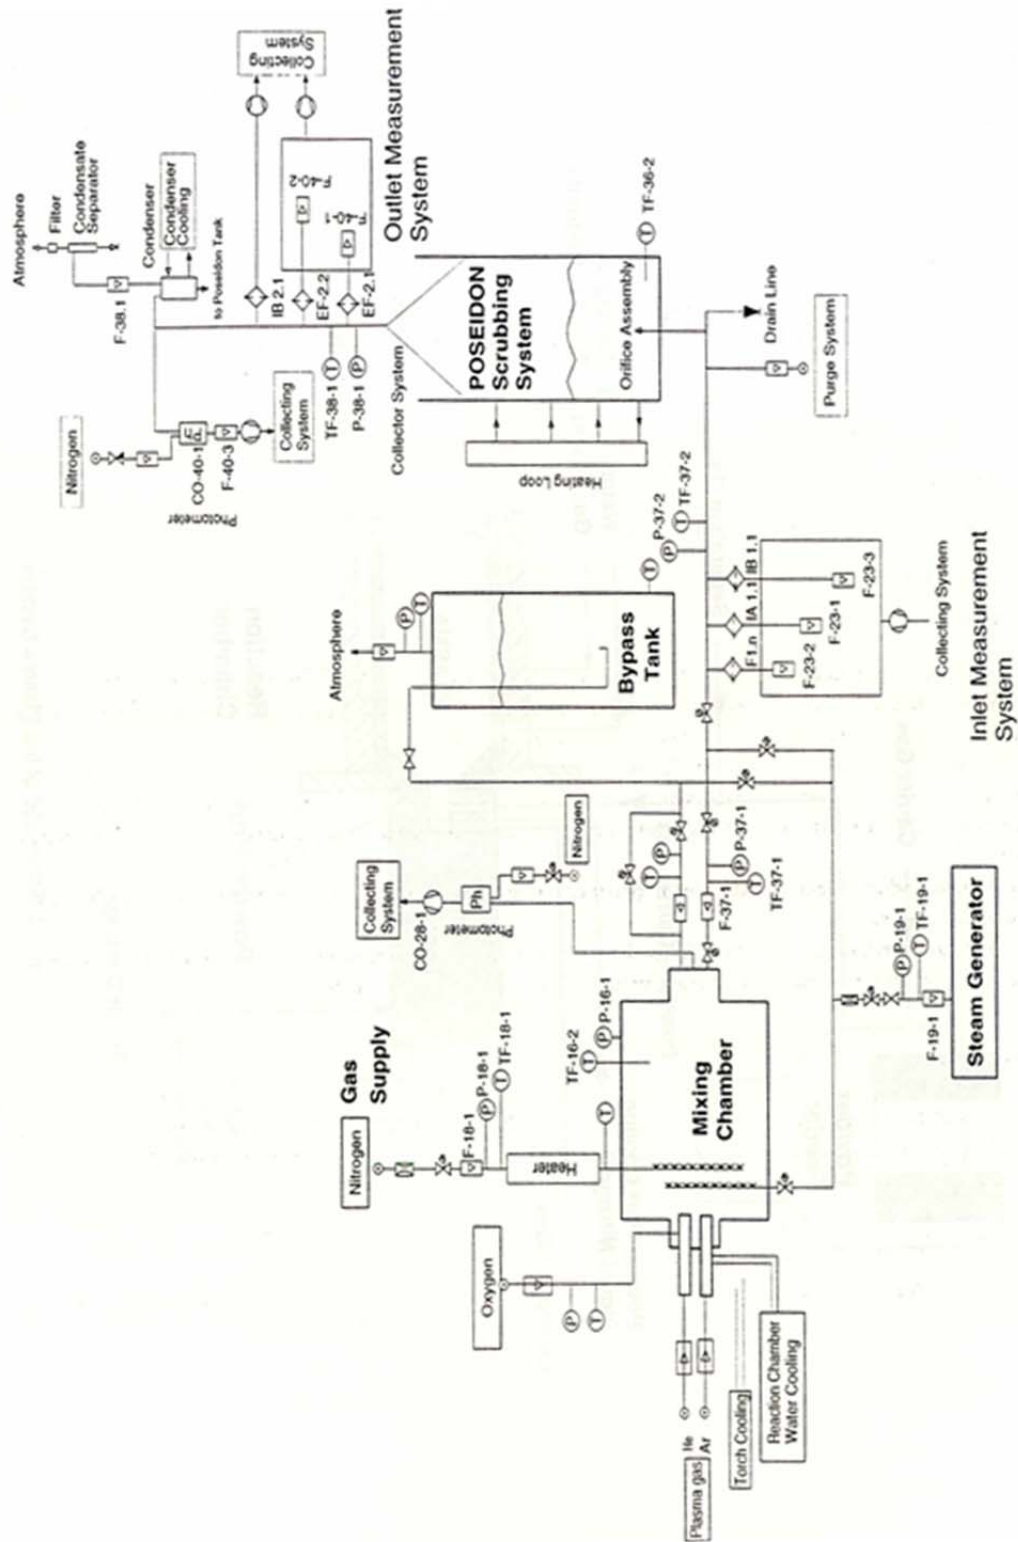 Atmosphere
Filter
Condensate
Separator
Condenser
Condenser
Cooling
F-38.1
to Poseidon Tank
Collecting
System
IB 2.1
EF-2.2
EF-2.1
F-40-2
F-40-1
Outlet Measurement
System
Nitrogen
CO-40-1
F-40-3
Photometer
Collecting
System
TF-38-1
P-38-1
Collector System
POSEIDON
Scrubbing
System
Orifice Assembly
TF-36-2
Heating Loop
Drain Line
Purge System
Atmosphere
Bypass
Tank
P-37-2
TF-37-2
F1.n
IA 1.1
IB 1.1
F-23-2
F-23-1
F-23-3
Collecting System
Inlet Measurement
System
Collecting
System
CO-28-1
Ph
Photometer
Nitrogen
F-37-1
P-37-1
TF-37-1
Gas
Supply
Nitrogen
F-18-1
P-18-1
TF-18-1
Heater
TF-16-2
P-16-1
Mixing
Chamber
P-19-1
TF-19-1
F-19-1
Steam Generator
Oxygen
He
Ar
Plasma gas
Torch Cooling
Reaction Chamber
Water Cooling
P
T
P
T
T
T
P
T
P
T
P
T
P
T
P
T
P
T
P
T
T
T
P
T